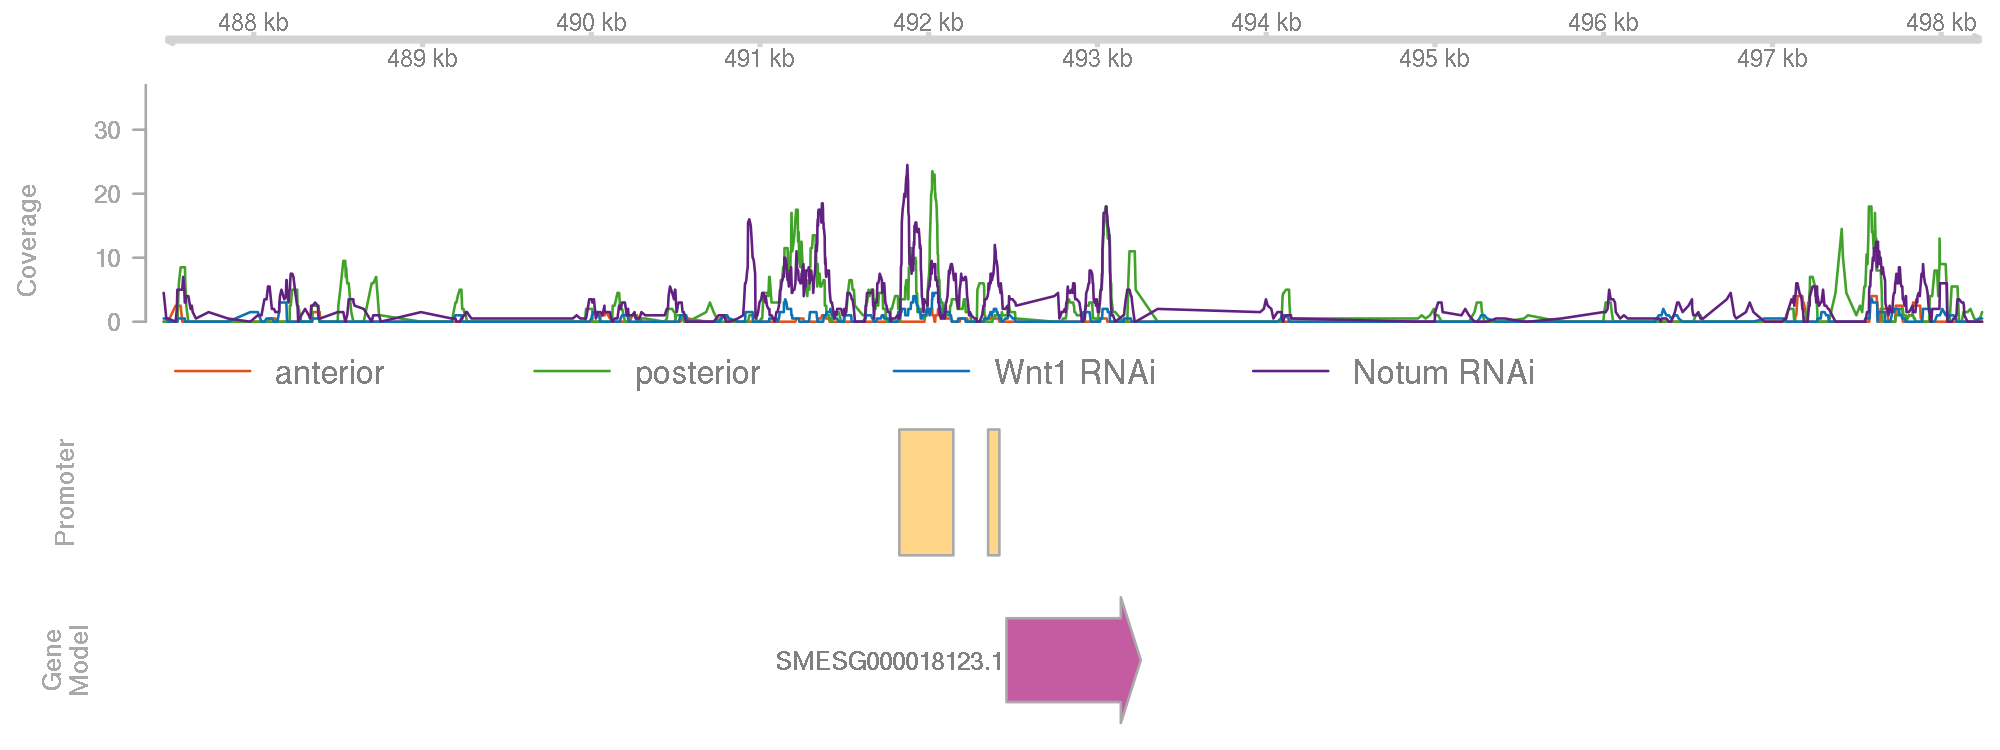 488 kb 490 kb 492 kb 494 kb 496 kb 498 kb
489 kb 491 kb 493 kb 495 kb 497 kb
Coverage
30
20
10
0
anterior posterior Wnt1 RNAi Notum RNAi
Promoter
Gene
Model
SMESG000018123.1